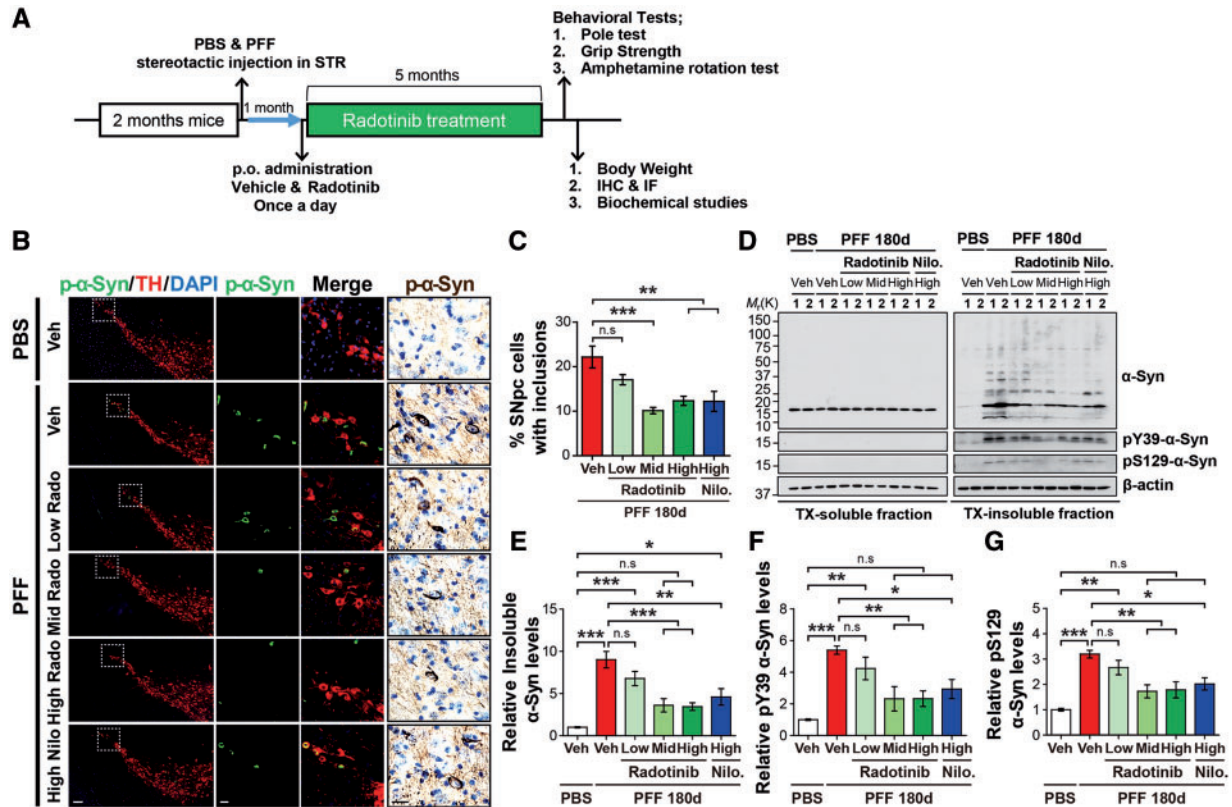 A
PBS & PFF
stereotactic injection in STR
2 months mice
1 month
5 months
Radotinib treatment
p.o. administration
Vehicle & Radotinib
Once a day
Behavioral Tests;
1. Pole test
2. Grip Strength
3. Amphetamine rotation test
1. Body Weight
2. IHC & IF
3. Biochemical studies
B
p-α-Syn/TH/DAPI p-α-Syn Merge p-α-Syn
PBS
Veh
PFF
Veh
Low Rado
Mid Rado
High Rado
High Nilo
C
% SNpc cells
with inclusions
30
20
10
0
**
***
n.s
Veh Low Mid High High
Radotinib Nilo.
PFF 180d
D
PBS PFF 180d PBS PFF 180d
Radotinib Nilo. Radotinib Nilo.
Veh Veh Low Mid High High Veh Veh Low Mid High High
Mr(K) 1 2 1 2 1 2 1 2 1 2 1 2 1 2 1 2 1 2 1 2 1 2 1 2
150
100
75
50
37
25
20
15
10
15
15
37
α-Syn
pY39-α-Syn
pS129-α-Syn
β-actin
TX-soluble fraction TX-insoluble fraction
E
Relative Insoluble
α-Syn levels
15
10
5
0
*
n.s
***
**
***
*** n.s
Veh Veh Low Mid High High
Radotinib Nilo.
PBS PFF 180d
F
Relative pY39 α-Syn levels
8
6
4
2
0
n.s
**
*
**
*** n.s
Veh Veh Low Mid High High
Radotinib Nilo.
PBS PFF 180d
G
Relative pS129
α-Syn levels
5
4
3
2
1
0
n.s
**
*
**
*** n.s
Veh Veh Low Mid High High
Radotinib Nilo.
PBS PFF 180d